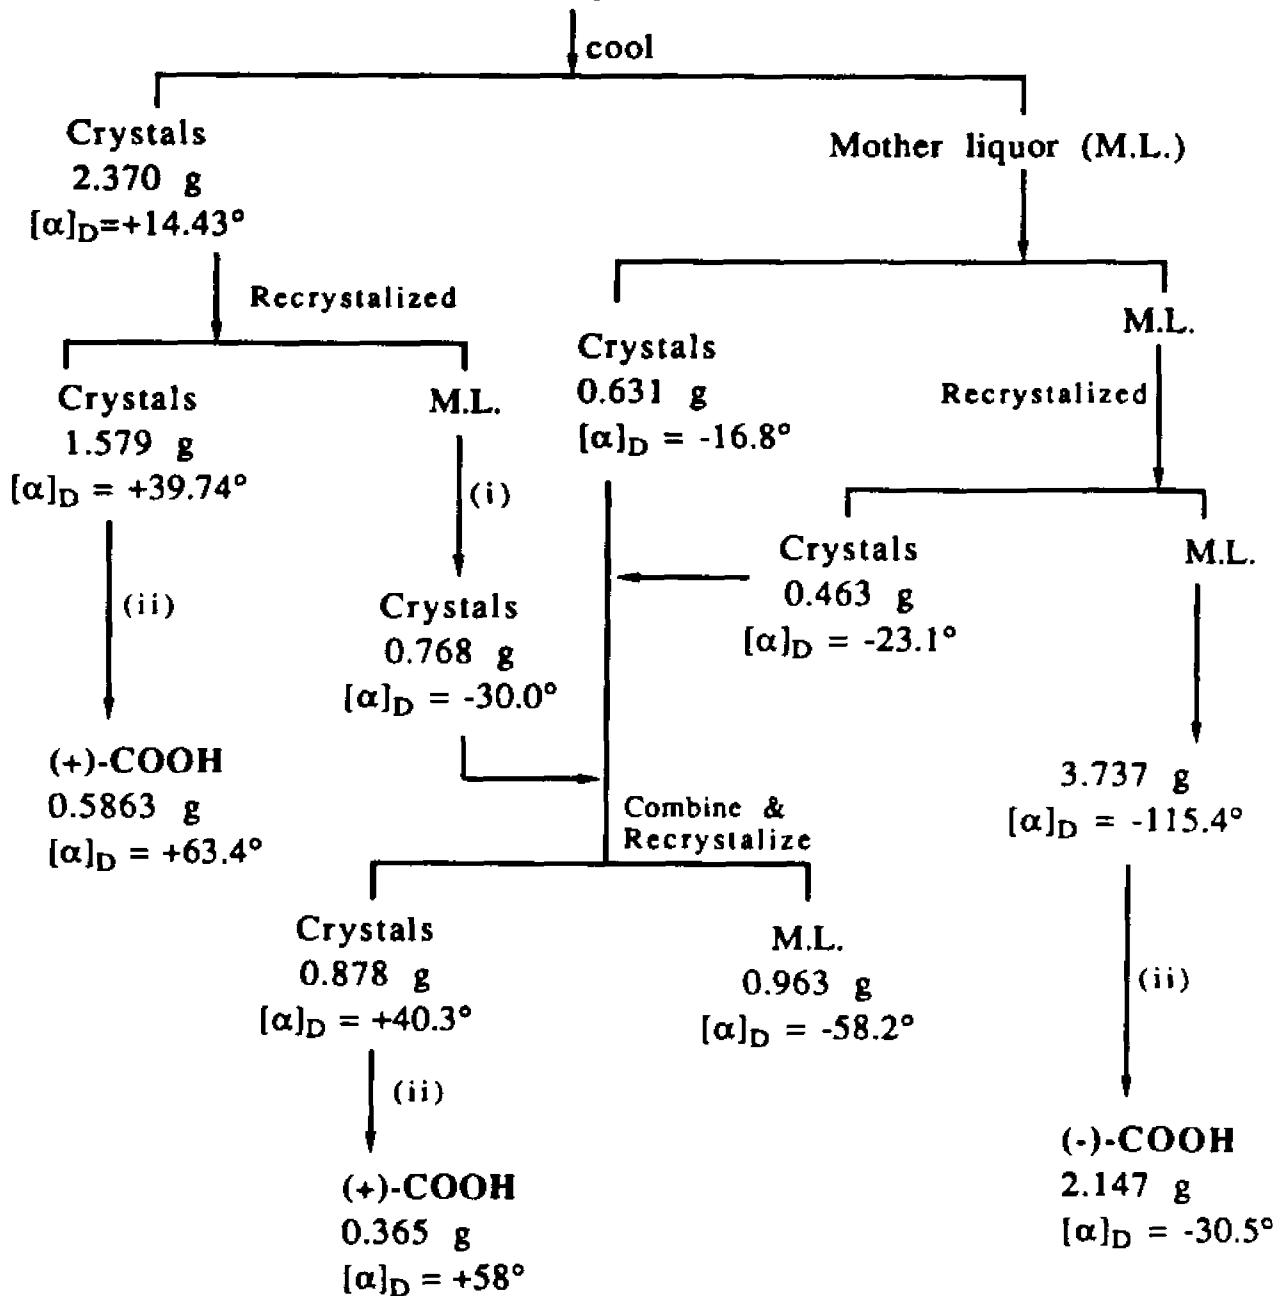 cool
Crystals
2.370 g
[α]D=+14.43°
Mother liquor (M.L.)
Recrystalized
Crystals
1.579 g
[α]D = +39.74°
M.L.
(i)
Crystals
0.631 g
[α]D = -16.8°
M.L.
Recrystalized
(ii)
Crystals
0.768 g
[α]D = -30.0°
Crystals
0.463 g
[α]D = -23.1°
M.L.
(+)-COOH
0.5863 g
[α]D = +63.4°
Combine &
Recrystalize
3.737 g
[α]D = -115.4°
Crystals
0.878 g
[α]D = +40.3°
M.L.
0.963 g
[α]D = -58.2°
(ii)
(ii)
(+)-COOH
0.365 g
[α]D = +58°
(-)-COOH
2.147 g
[α]D = -30.5°